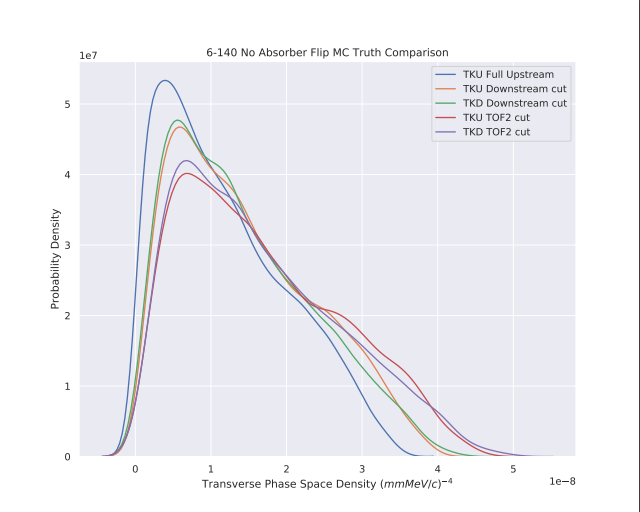 6-140 No Absorber Flip MC Truth Comparison
1e7
TKU Full Upstream
TKU Downstream cut
TKD Downstream cut
TKU TOF2 cut
TKD TOF2 cut
5
4
3
2
1
0
Probability Density
0 1 2 3 4 5
1e−8
Transverse Phase Space Density (mmMeV/c)⁻⁴